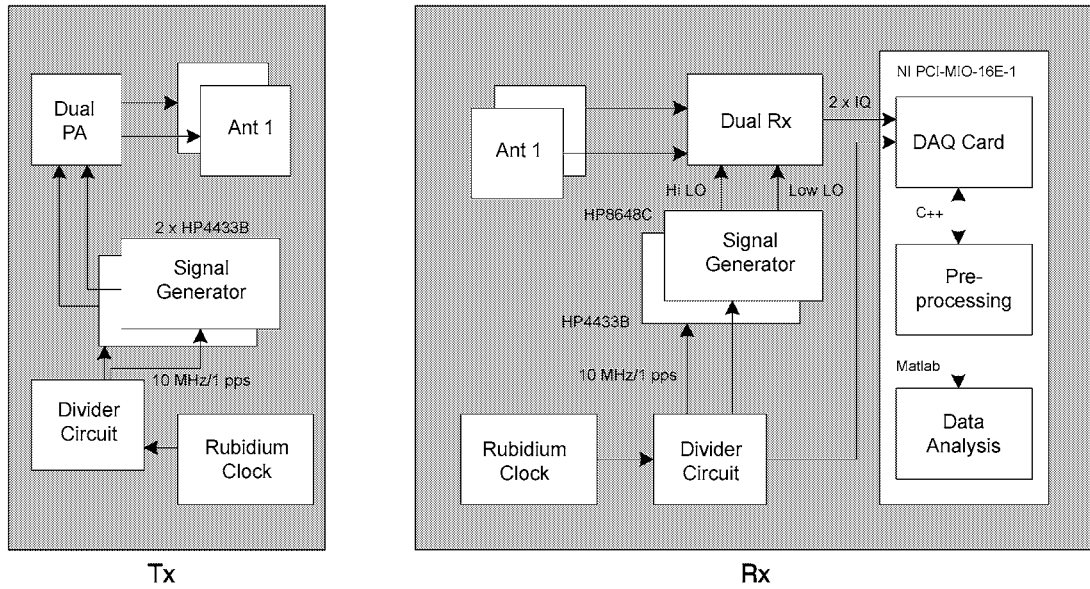 Dual
PA
Ant 1
2 x HP4433B
Signal
Generator
10 MHz/1 pps
Divider
Circuit
Rubidium
Clock
Tx
Ant 1
Dual Rx
2 x IQ
NI PCI-MIO-16E-1
DAQ Card
Hi LO
Low LO
C++
HP8648C
Signal
Generator
Pre-
processing
HP4433B
10 MHz/1 pps
Matlab
Data
Analysis
Rubidium
Clock
Divider
Circuit
Rx